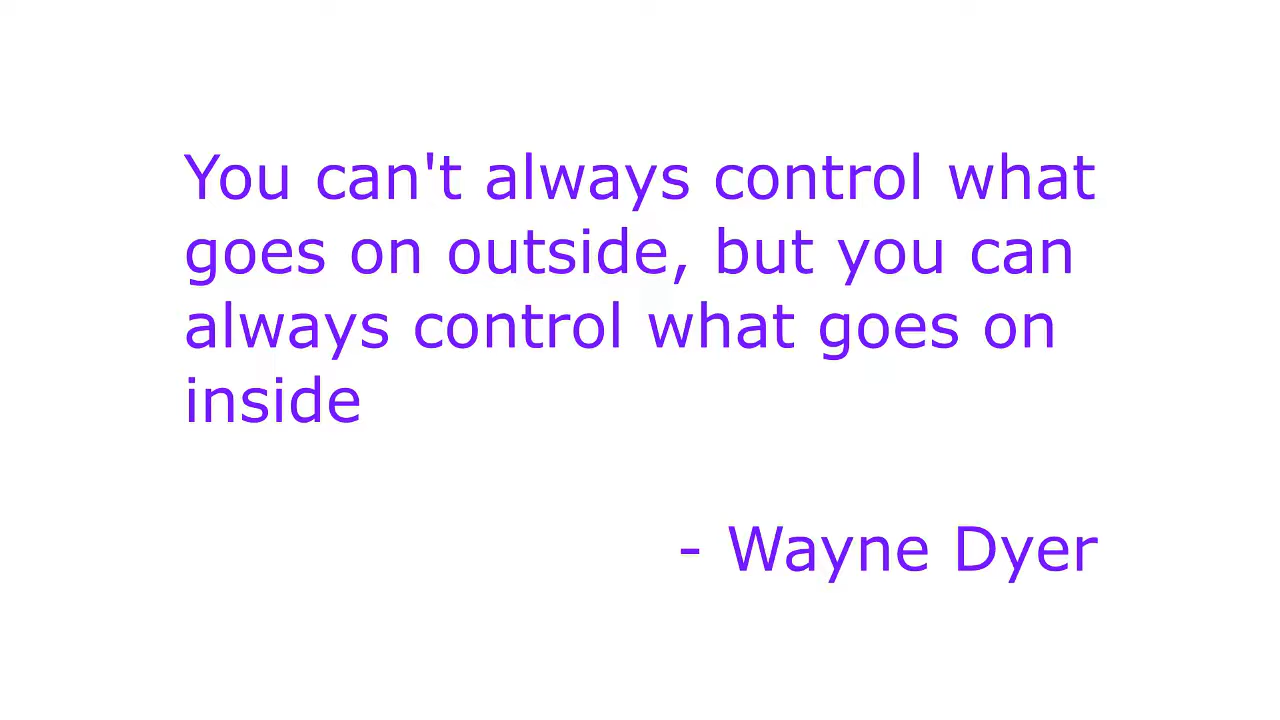 You can't always control what
goes on outside, but you can
always control what goes on
inside
- Wayne Dyer